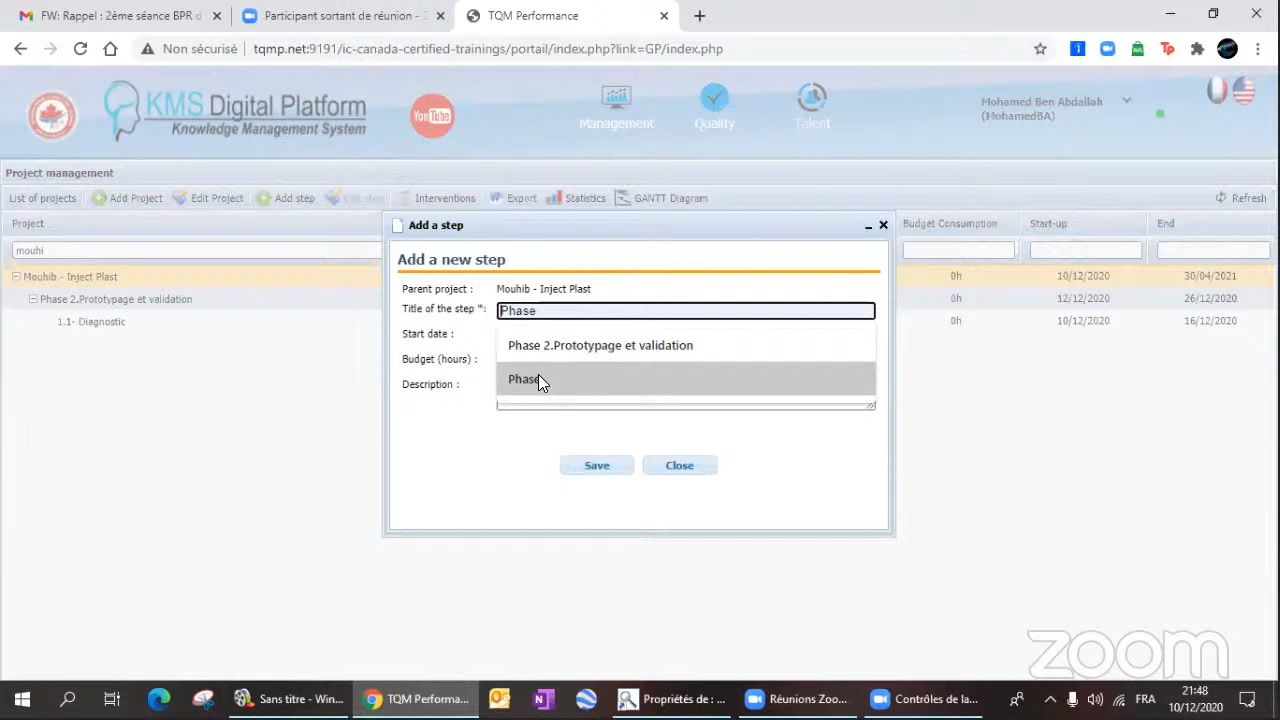 FW: Rappel : 2ème séance BPR d
Participant sortant de réunion - Z
TQM Performance
Non sécurisé
tqmp.net:9191/ic-canada-certified-trainings/portail/index.php?link=GP/index.php
KMS Digital Platform
Knowledge Management System
YouTube
Management
Quality
Talent
Mohamed Ben Abdallah
(MohamedBA)
Project management
List of projects
Add Project
Edit Project
Add step
Edit step
Interventions
Export
Statistics
GANTT Diagram
Refresh
Project
Budget Consumption
Start-up
End
mouhi
Mouhib - Inject Plast
0h
10/12/2020
30/04/2021
Phase 2.Prototypage et validation
0h
12/12/2020
26/12/2020
1.1- Diagnostic
0h
10/12/2020
16/12/2020
Add a step
Add a new step
Parent project :
Mouhib - Inject Plast
Title of the step *:
Phase
Start date :
Phase 2.Prototypage et validation
Budget (hours) :
Phase
Description :
Save
Close
zoom
Sans titre - Win...
TQM Performa...
Propriétés de : ...
Réunions Zoo...
Contrôles de la...
FRA
21:48
10/12/2020